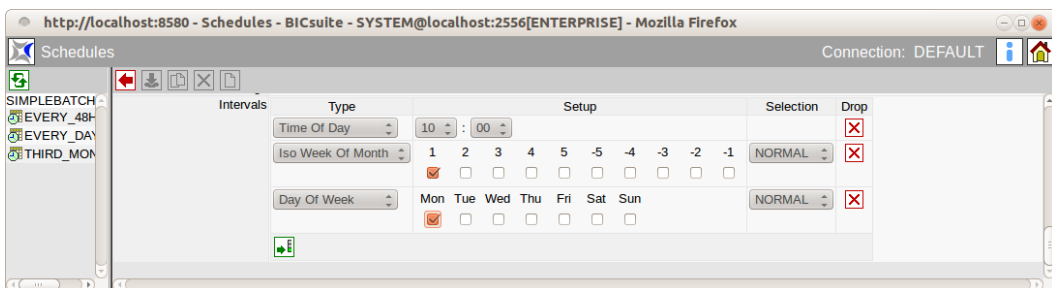 http://localhost:8580 - Schedules - BICsuite - SYSTEM@localhost:2556[ENTERPRISE] - Mozilla Firefox
Schedules Connection: DEFAULT
SIMPLEBATCH
EVERY_48H
EVERY_DAY
THIRD_MON
Intervals Type Setup Selection Drop
Time Of Day 10 : 00
Iso Week Of Month 1 2 3 4 5 -5 -4 -3 -2 -1 NORMAL
Day Of Week Mon Tue Wed Thu Fri Sat Sun NORMAL